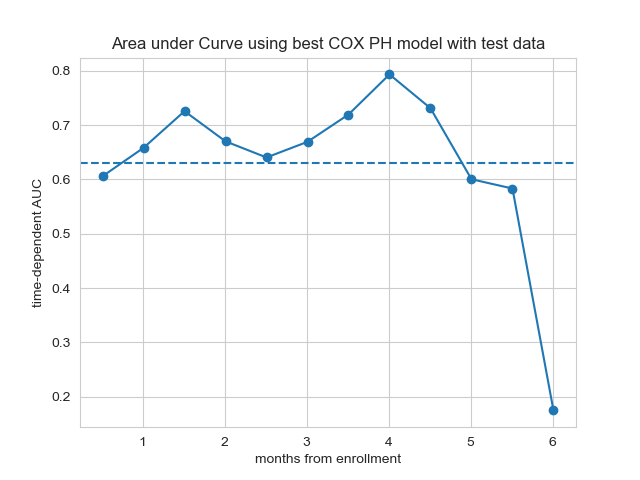 Area under Curve using best COX PH model with test data
0.8
0.7
0.6
0.5
0.4
0.3
0.2
time-dependent AUC
1 2 3 4 5 6
months from enrollment